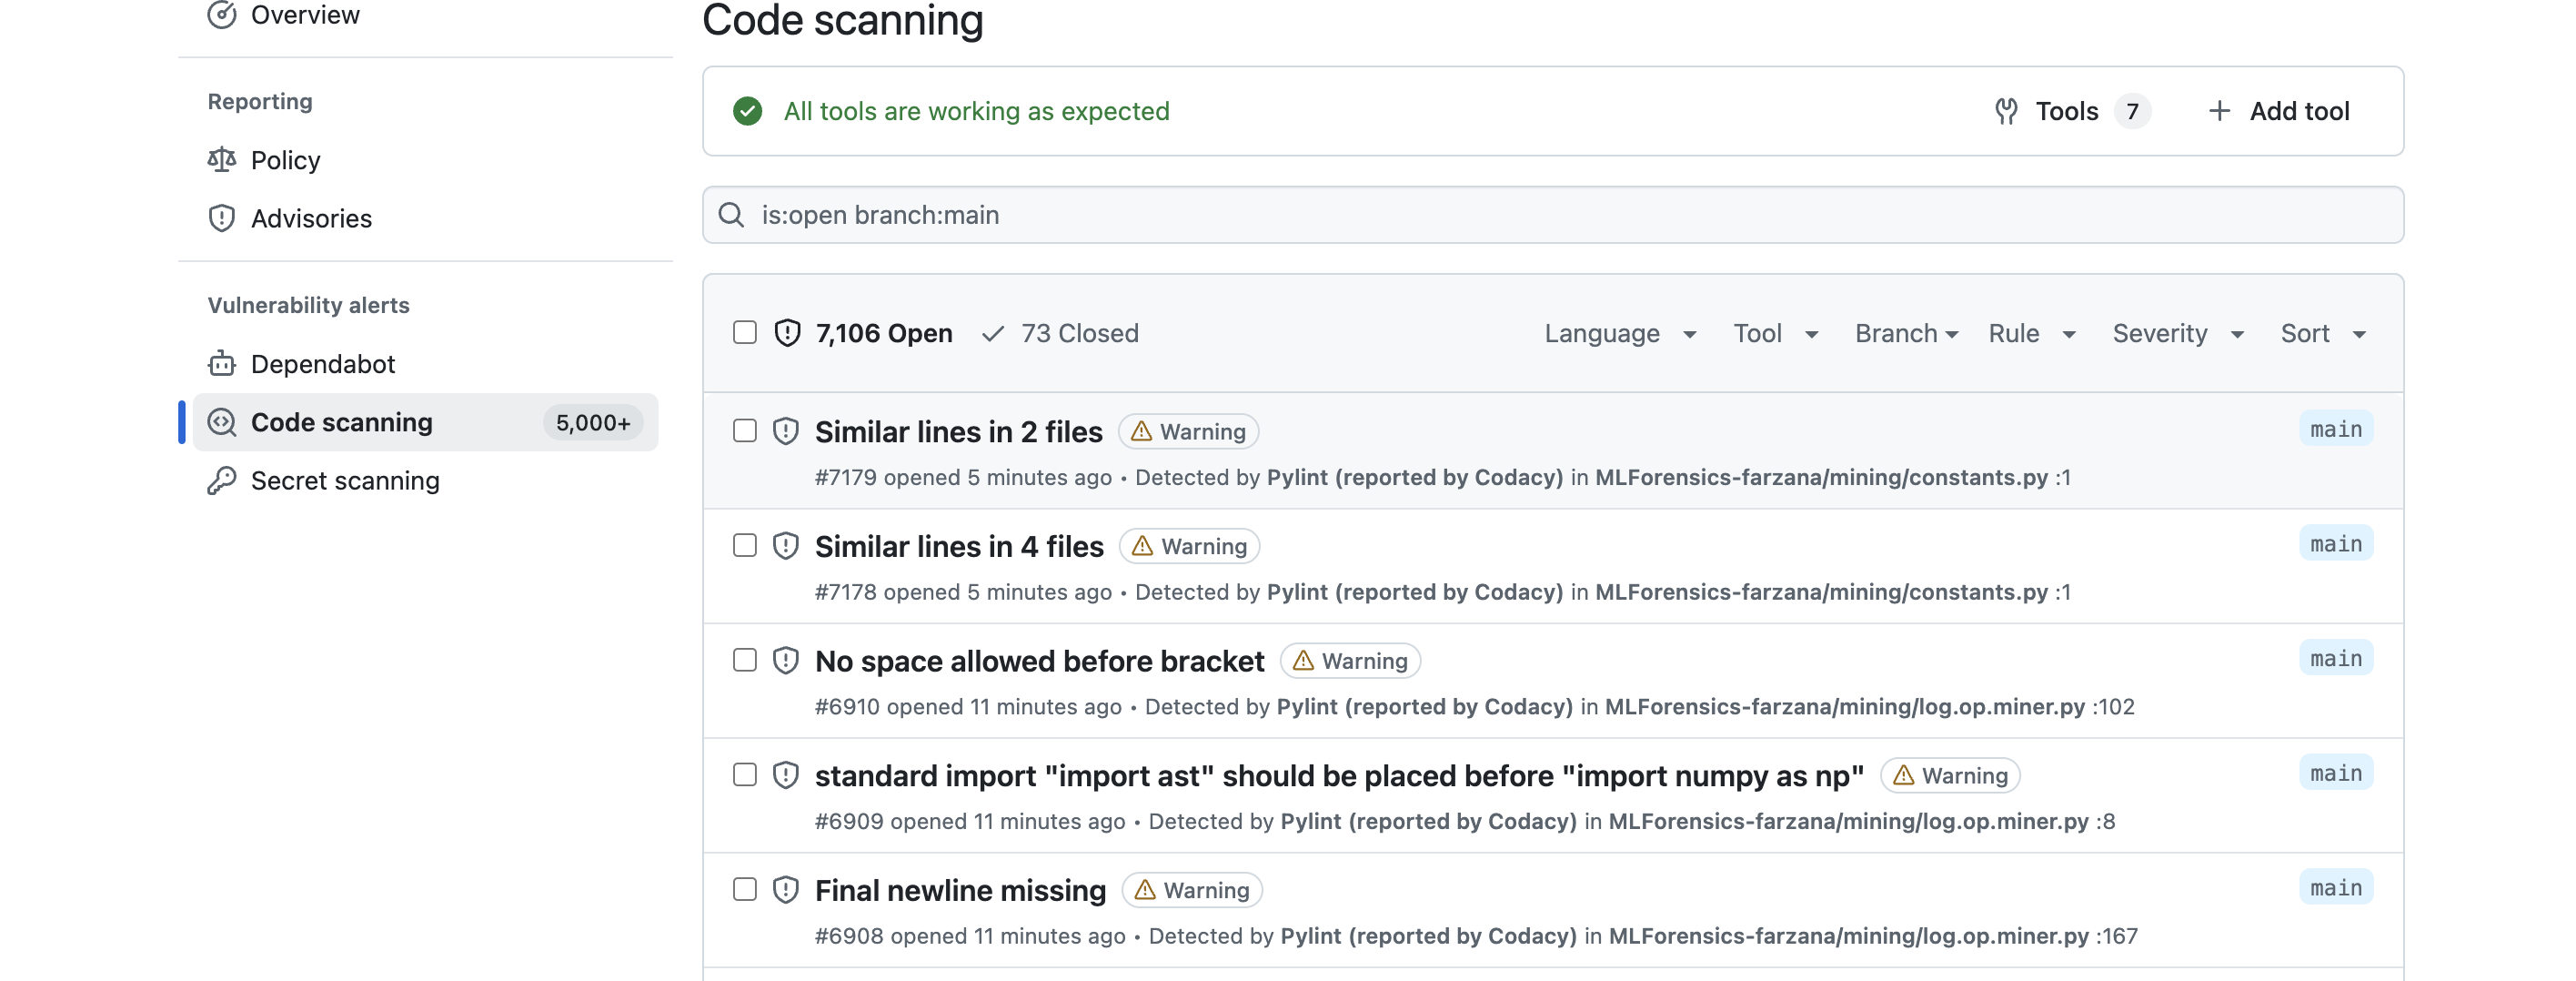 Overview
Reporting
Policy
Advisories
Vulnerability alerts
Dependabot
Code scanning 5,000+
Secret scanning
Code scanning
All tools are working as expected Tools 7 Add tool
is:open branch:main
7,106 Open 73 Closed Language Tool Branch Rule Severity Sort
Similar lines in 2 files Warning main
#7179 opened 5 minutes ago • Detected by Pylint (reported by Codacy) in MLForensics-farzana/mining/constants.py :1
Similar lines in 4 files Warning main
#7178 opened 5 minutes ago • Detected by Pylint (reported by Codacy) in MLForensics-farzana/mining/constants.py :1
No space allowed before bracket Warning main
#6910 opened 11 minutes ago • Detected by Pylint (reported by Codacy) in MLForensics-farzana/mining/log.op.miner.py :102
standard import "import ast" should be placed before "import numpy as np" Warning main
#6909 opened 11 minutes ago • Detected by Pylint (reported by Codacy) in MLForensics-farzana/mining/log.op.miner.py :8
Final newline missing Warning main
#6908 opened 11 minutes ago • Detected by Pylint (reported by Codacy) in MLForensics-farzana/mining/log.op.miner.py :167